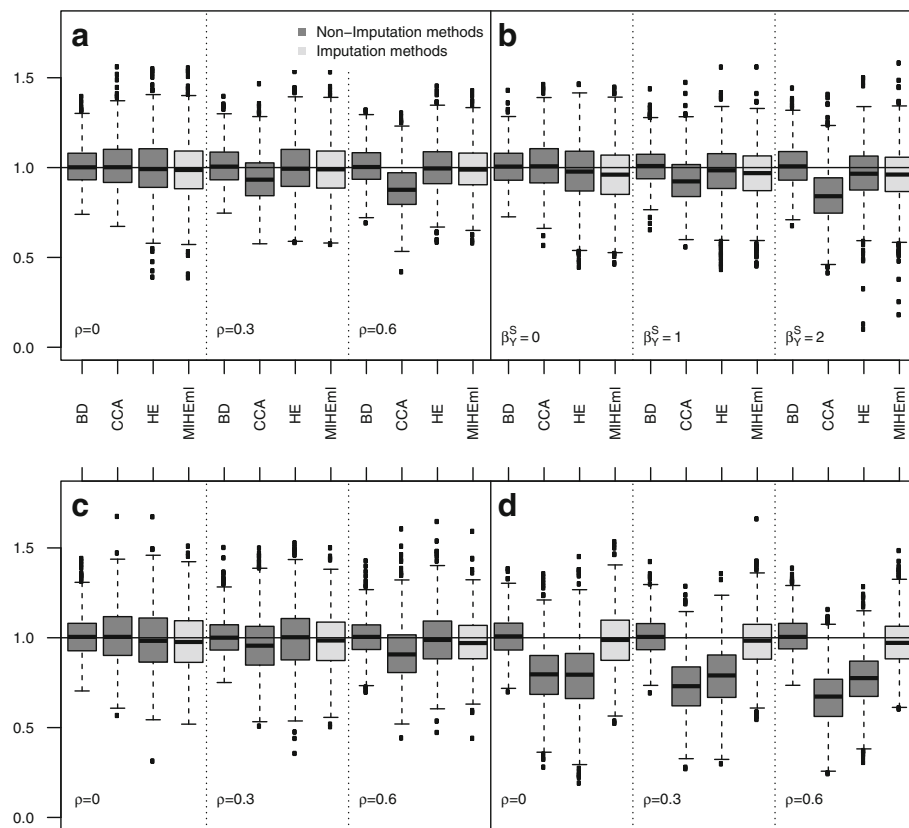 a
Non-Imputation methods
Imputation methods
b
1.5
1.0
0.5
0.0
ρ=0
ρ=0.3
ρ=0.6
β_Y^S=0
β_Y^S=1
β_Y^S=2
BD
CCA
HE
MIHEml
BD
CCA
HE
MIHEml
BD
CCA
HE
MIHEml
BD
CCA
HE
MIHEml
BD
CCA
HE
MIHEml
BD
CCA
HE
MIHEml
c
d
1.5
1.0
0.5
0.0
ρ=0
ρ=0.3
ρ=0.6
ρ=0
ρ=0.3
ρ=0.6